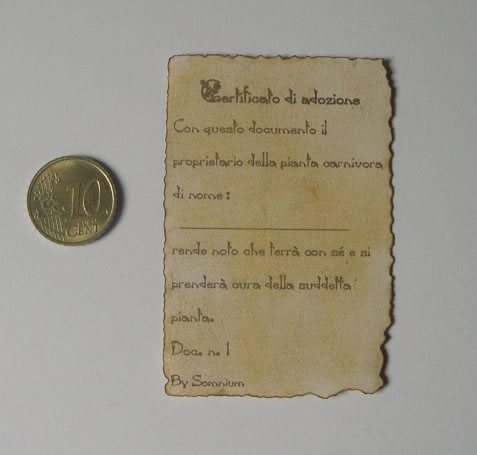 10
CENT
Certificato di adozione
Con questo documento il
proprietario della pianta carnivora
di nome:
rende noto che terrà con sé e si
prenderà cura della suddetta
pianta.
Doc. n. 1
By Somnium